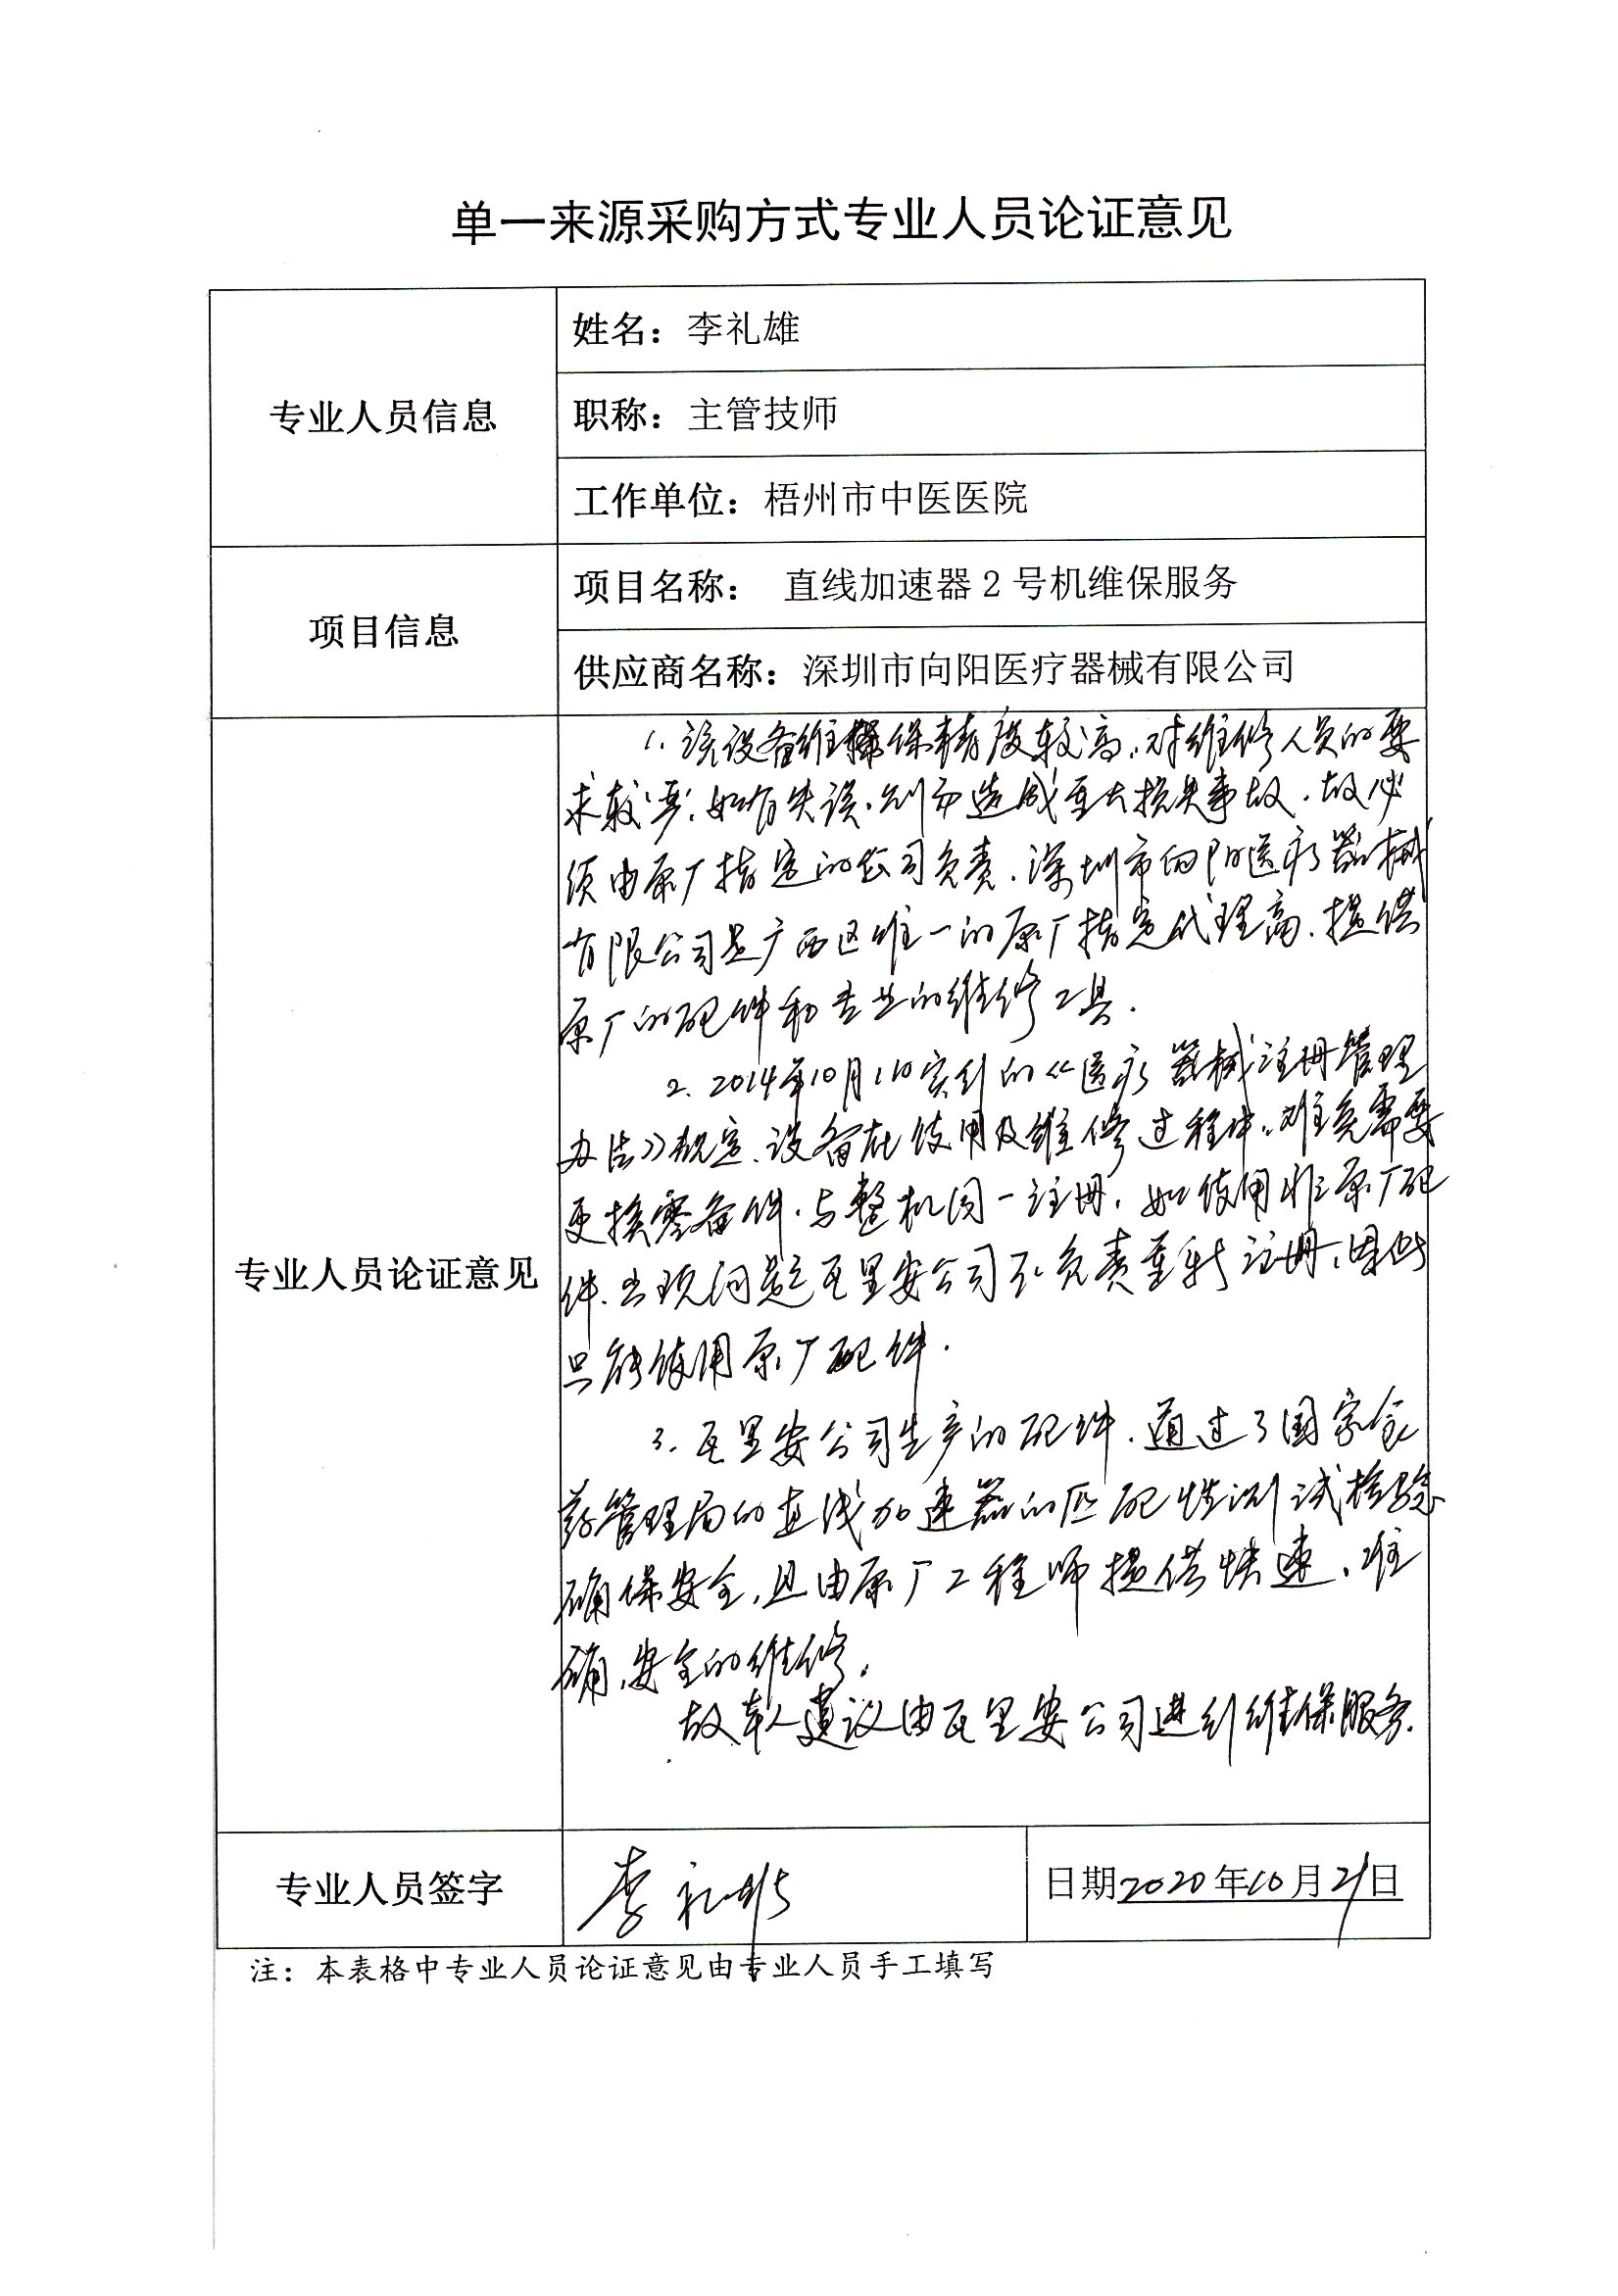 单一来源采购方式专业人员论证意见
专业人员信息
姓名：李礼雄
职称：主管技师
工作单位：梧州市中医医院
项目信息
项目名称： 直线加速器2号机维保服务
供应商名称：深圳市向阳医疗器械有限公司
专业人员论证意见
1. 该设备维保精度较高，对维修人员的要
求较严，如有失误，则而造成重大损失事故，故必
须由原厂指定的公司负责，深圳市向阳医疗器械
有限公司是广西区唯一的原厂指定代理商，提供
原厂的配件和专业的维修工具.
2. 2014年10月1日实行的《医疗器械注册管理
办法》规定，设备在使用及维修过程中，难免需要
更换零备件，与整机同一注册，如使用非原厂配
件，出现问题瓦里安公司不负责重新注册，因此
只能使用原厂配件.
3. 瓦里安公司生产的配件，通过了国家食
药管理局的直线加速器的匹配性测试检验
确保安全，且由原厂工程师提供快速、准
确、安全的维修。
故本人建议由瓦里安公司进行维保服务.
专业人员签字
李礼雄
日期2020年10月21日
注：本表格中专业人员论证意见由专业人员手工填写